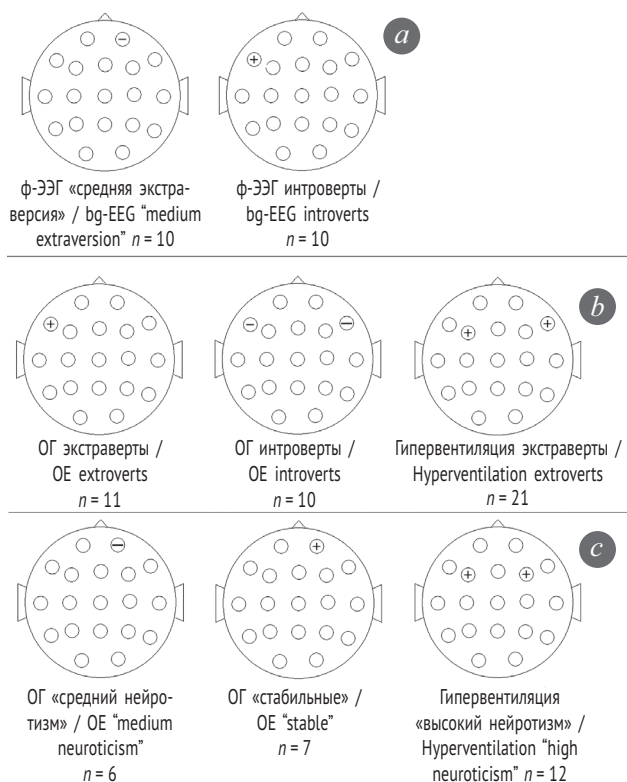 a
ф-ЭЭГ «средняя экстра-
версия» / bg-EEG “medium
extraversion” n = 10
ф-ЭЭГ интроверты /
bg-EEG introverts
n = 10
b
ОГ экстраверты /
OE extroverts
n = 11
ОГ интроверты /
OE introverts
n = 10
Гипервентиляция экстраверты /
Hyperventilation extroverts
n = 21
c
ОГ «средний нейро-
тизм» / OE “medium
neuroticism”
n = 6
ОГ «стабильные» /
OE “stable”
n = 7
Гипервентиляция
«высокий нейротизм» /
Hyperventilation “high
neuroticism” n = 12